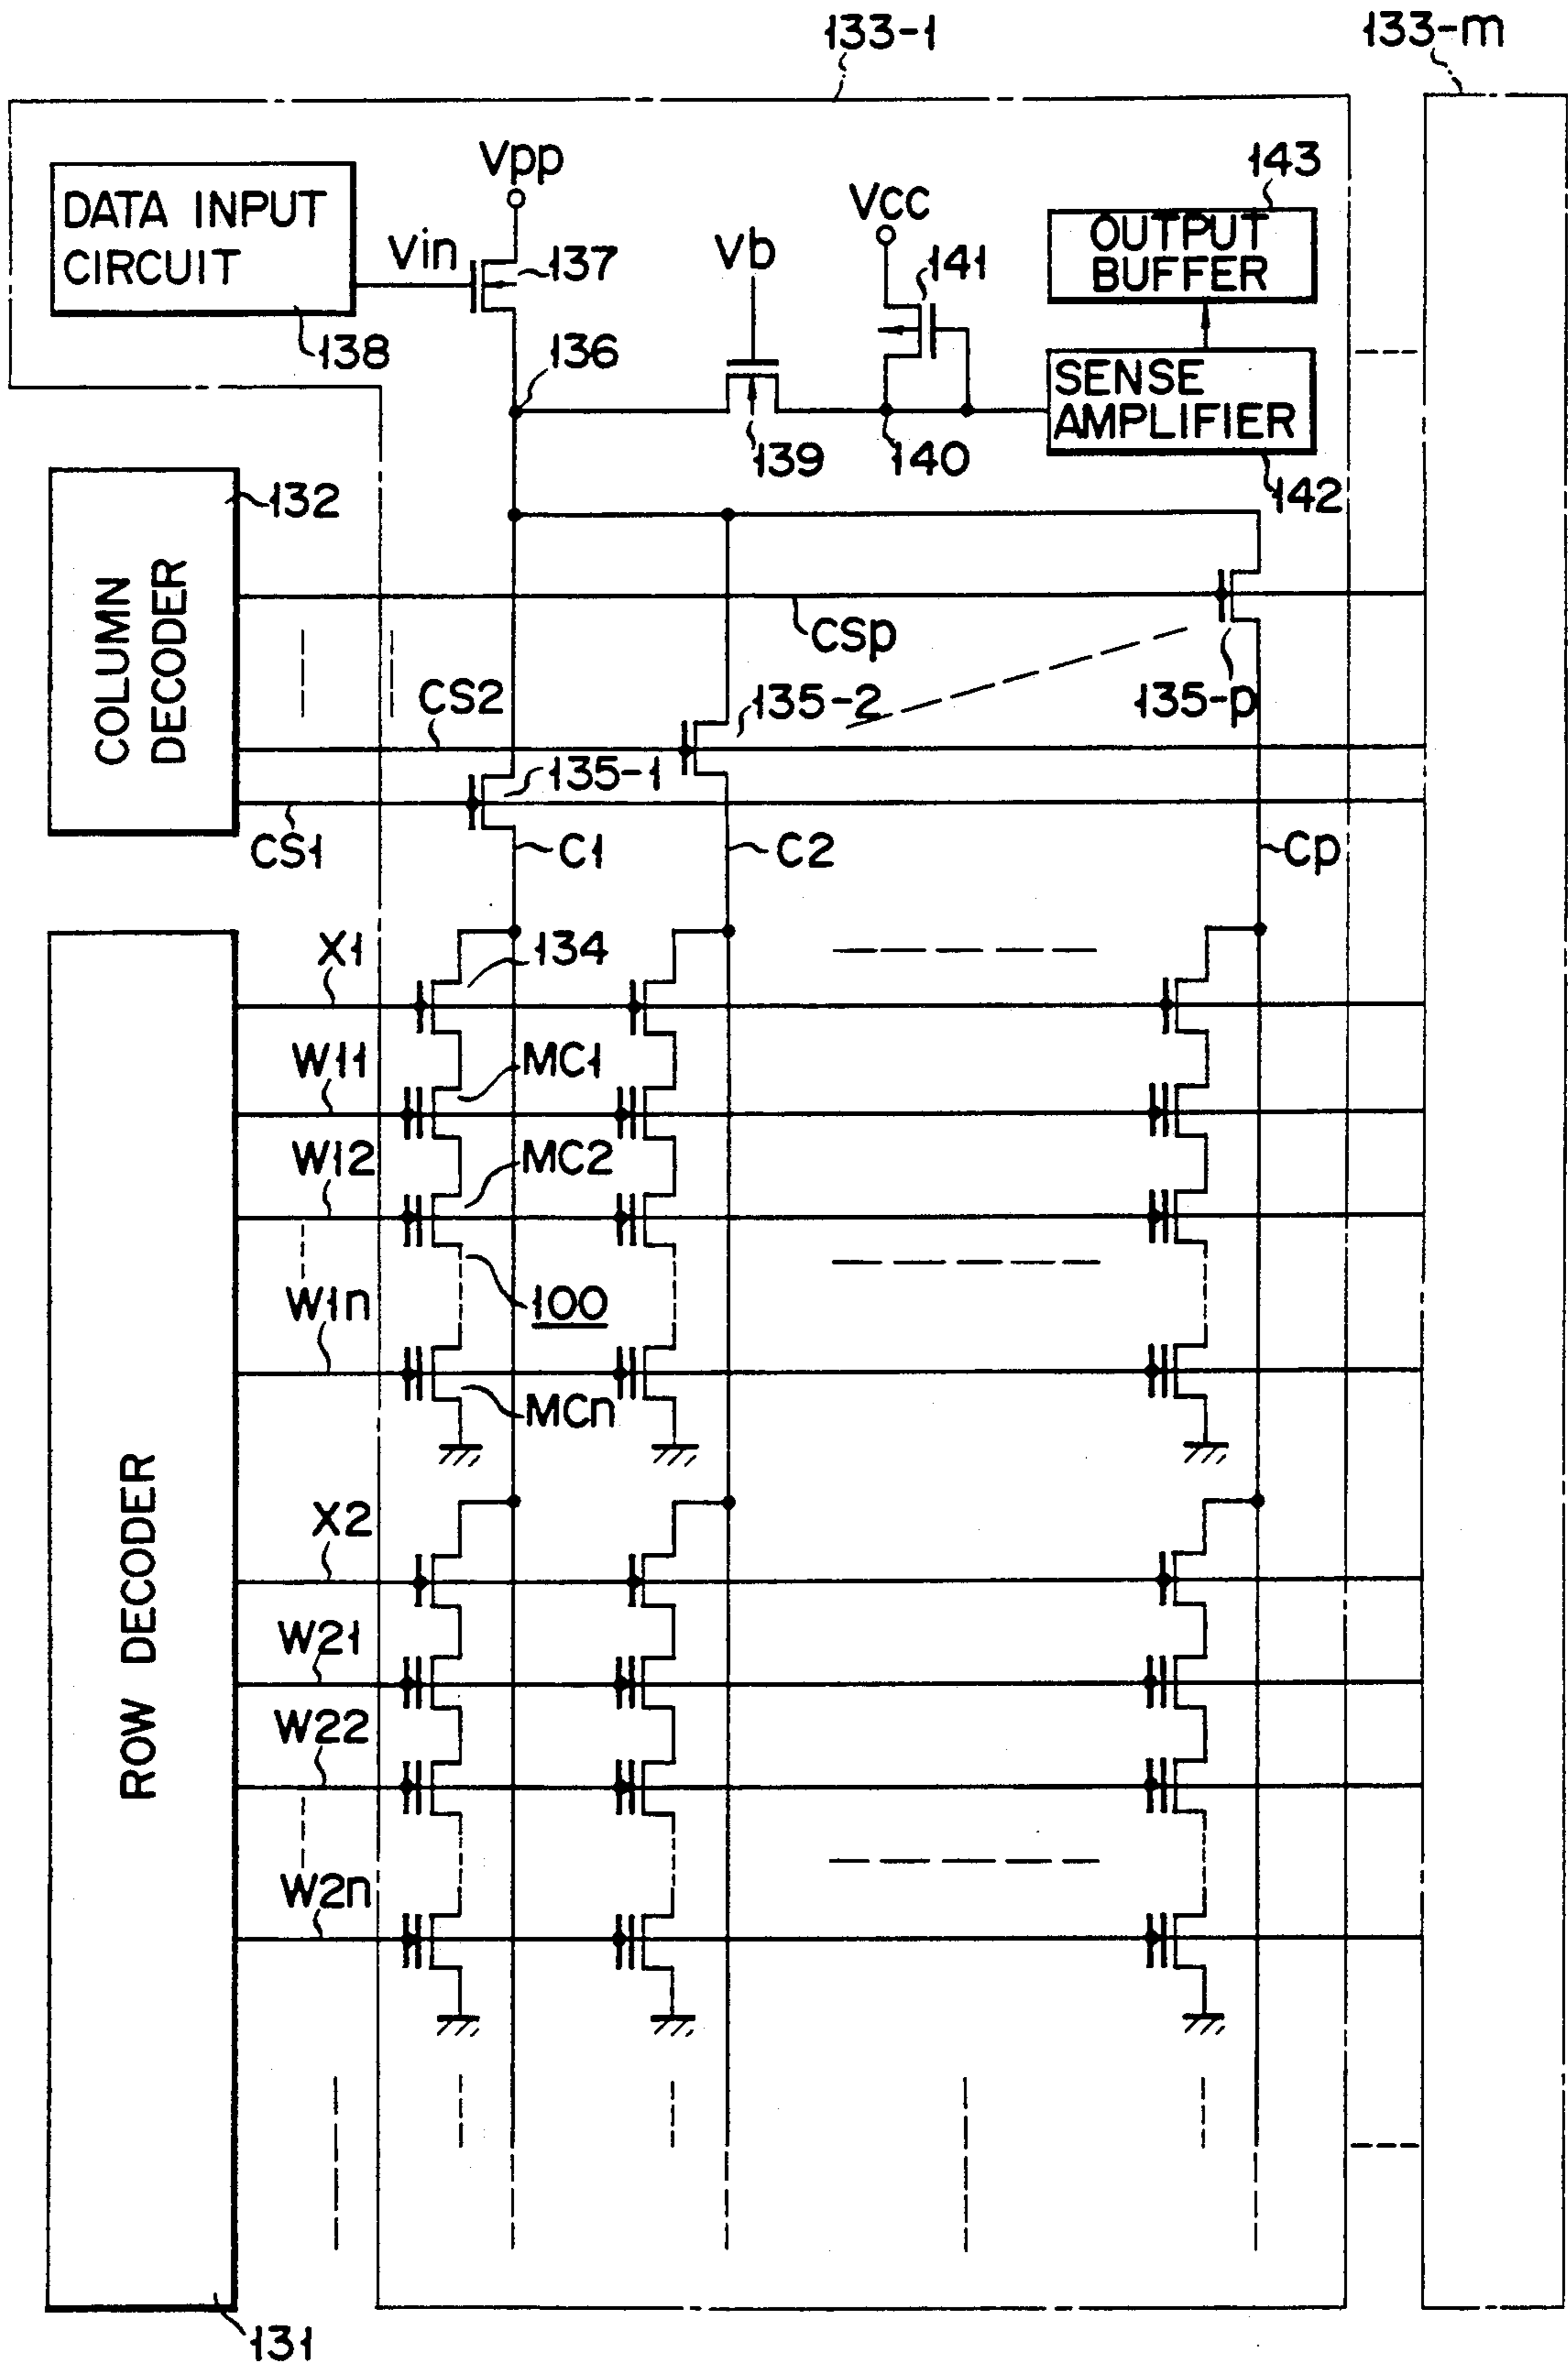 133-1
133-m
Vpp
143
DATA INPUT
CIRCUIT
Vcc
OUTPUT
BUFFER
Vin
137
Vb
141
138
136
SENSE
AMPLIFIER
139
140
142
132
COLUMN
DECODER
CSp
CS2
135-2
135-p
135-1
CS1
C1
C2
Cp
X1
134
W11
MC1
W12
MC2
W1n
100
MCn
X2
ROW DECODER
W21
W22
W2n
131